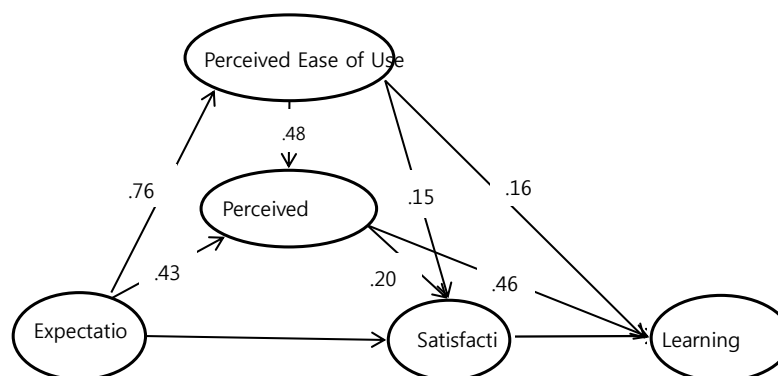 Perceived Ease of Use
.48
.76
.15
.16
Perceived
.43
.20
.46
Expectatio
Satisfacti
Learning